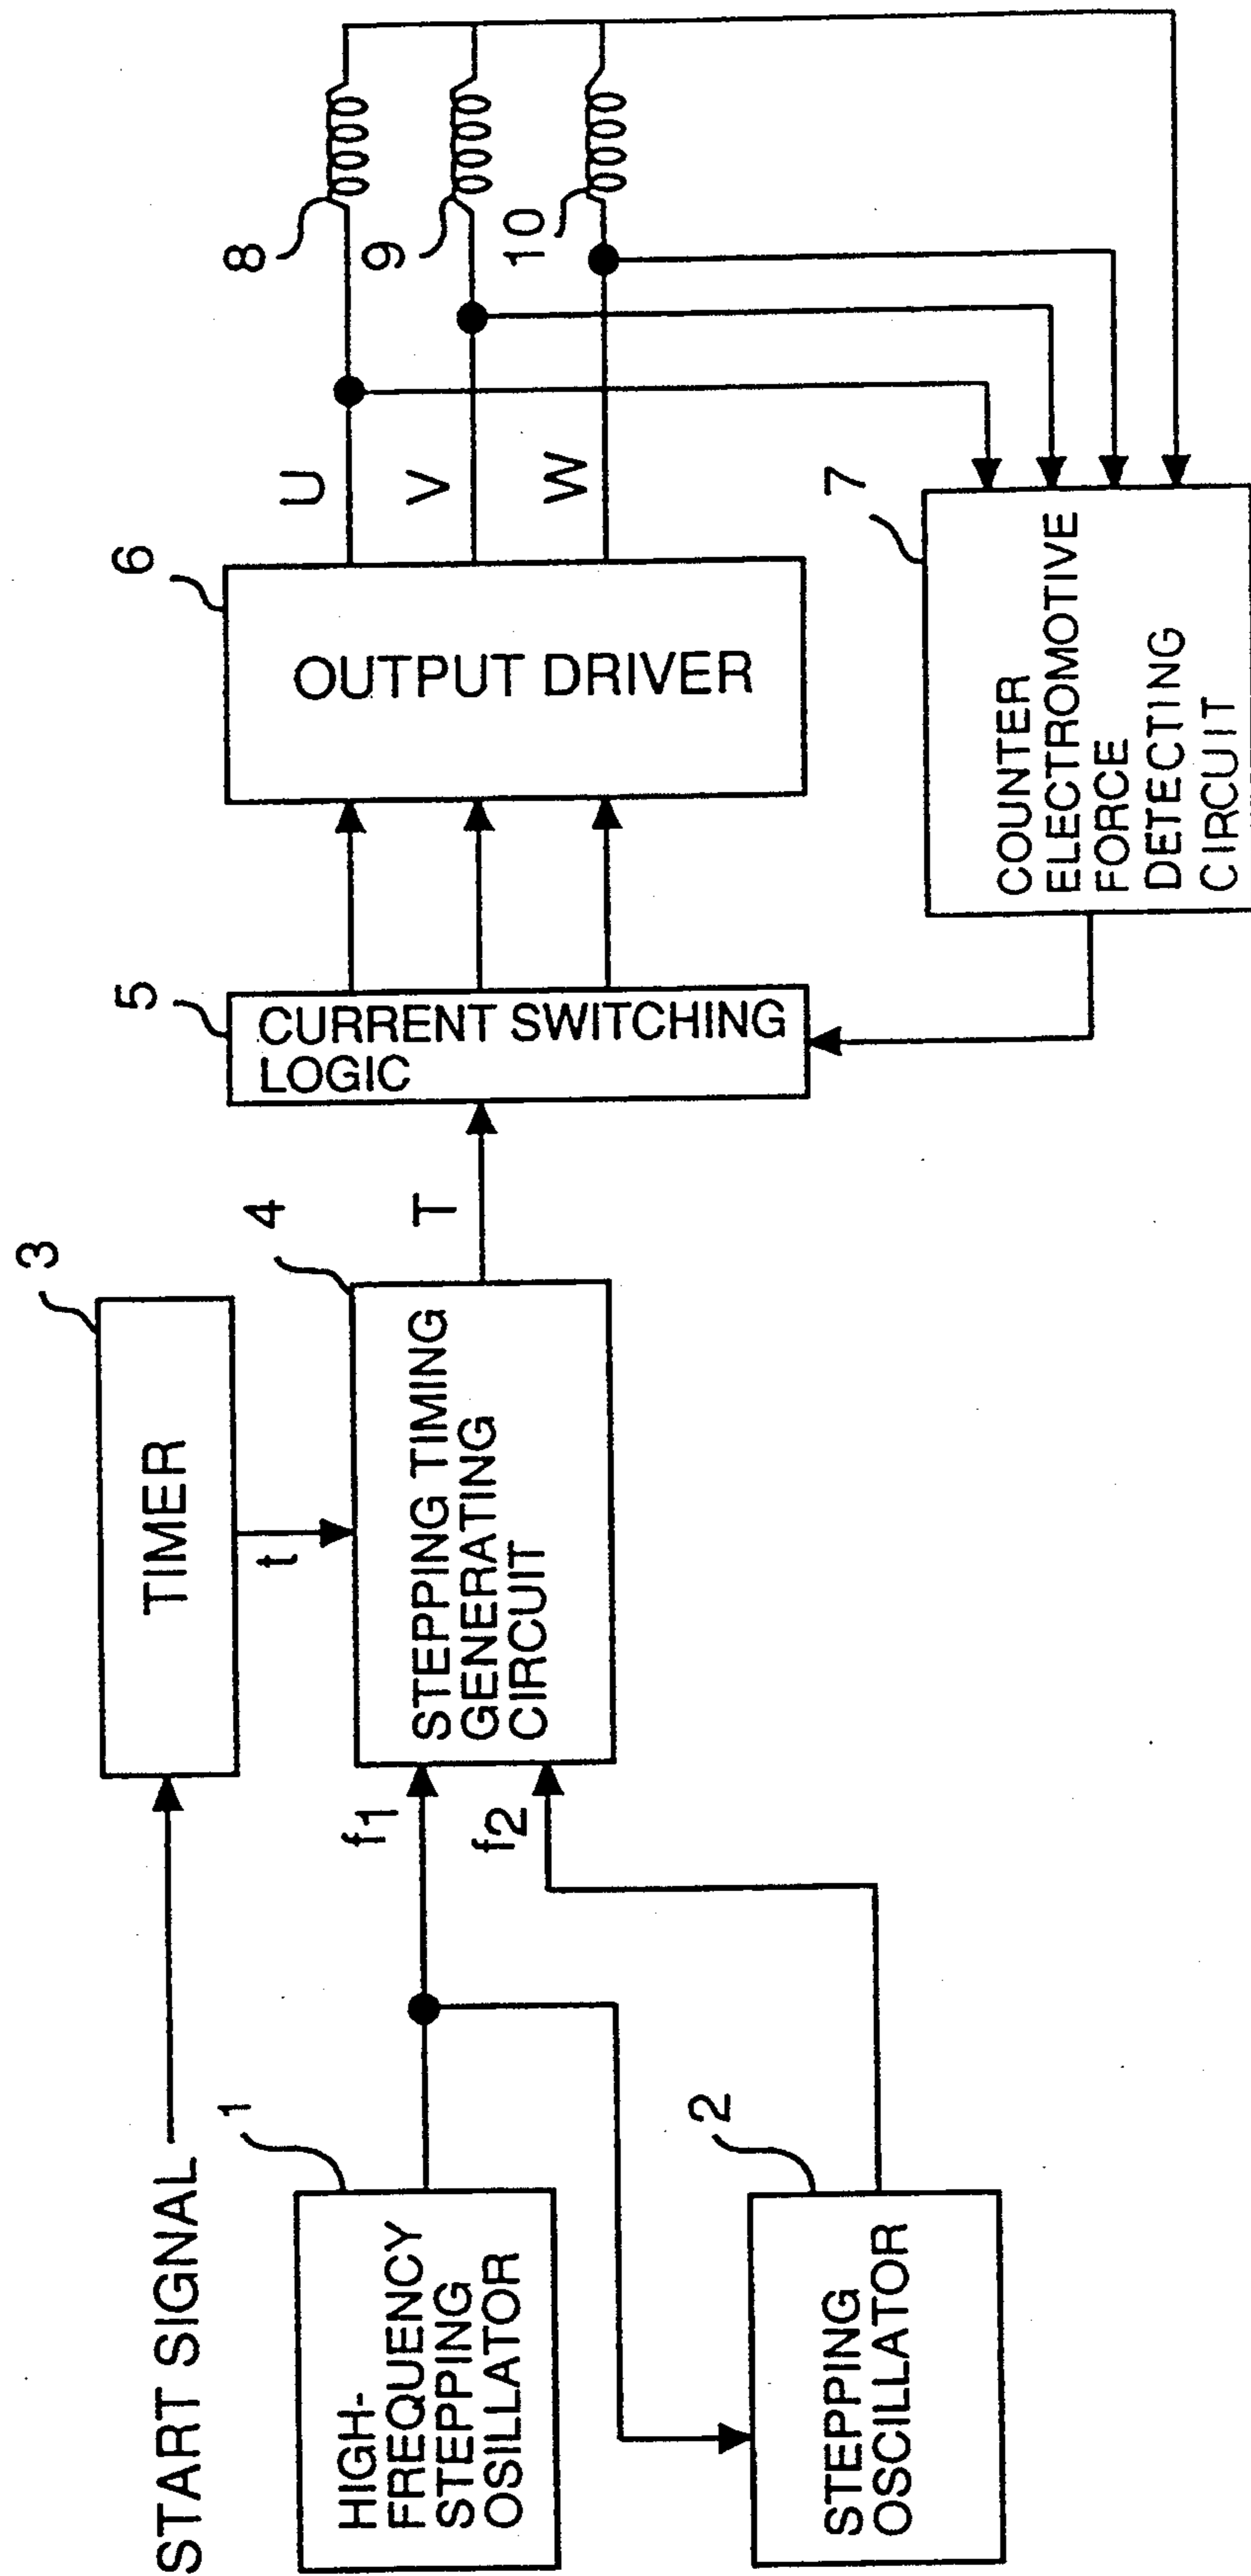 START SIGNAL
TIMER
3
t
HIGH-
FREQUENCY
STEPPING
OSILLATOR
1
f1
f2
STEPPING TIMING
GENERATING
CIRCUIT
4
T
CURRENT SWITCHING
LOGIC
5
OUTPUT DRIVER
6
U
V
W
8
9
10
STEPPING
OSCILLATOR
2
COUNTER
ELECTROMOTIVE
FORCE
DETECTING
CIRCUIT
7